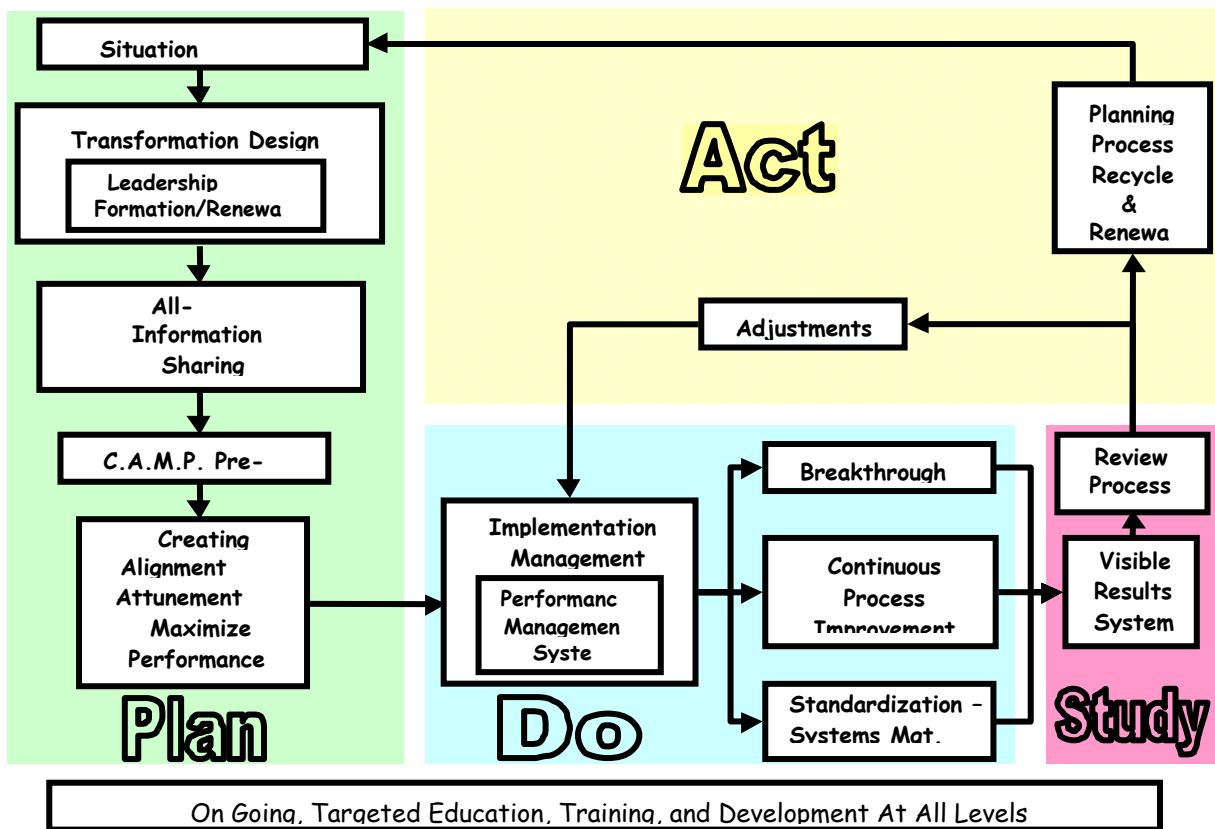 Situation
Transformation Design
Leadership
Formation/Renewa
All-
Information
Sharing
C.A.M.P. Pre-
Creating
Alignment
Attunement
Maximize
Performance
Plan
Act
Planning
Process
Recycle
&
Renewa
Adjustments
Implementation
Management
Performanc
Managemen
Syste
Breakthrough
Continuous
Process
Improvement
Standardization –
Systems Mat.
Do
Review
Process
Visible
Results
System
Study
On Going, Targeted Education, Training, and Development At All Levels